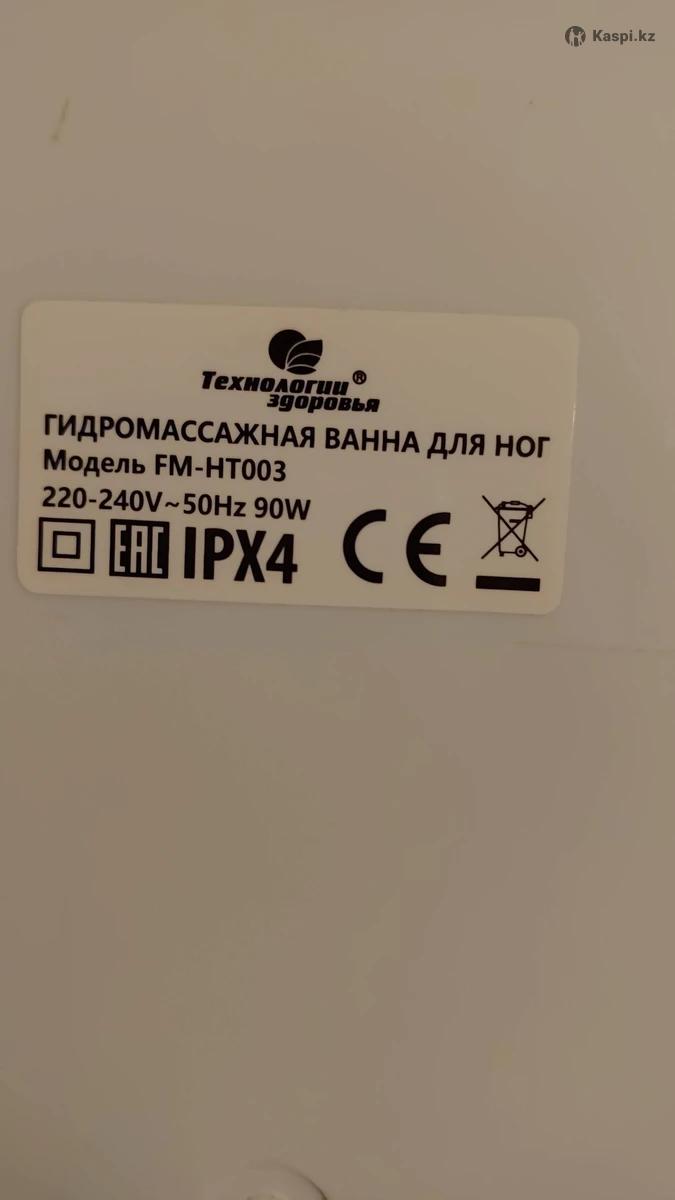 Kaspi.kz
Технологии®
здоровья
ГИДРОМАССАЖНАЯ ВАННА ДЛЯ НОГ
Модель FM-HT003
220-240V~50Hz 90W
EAC IPX4 CE